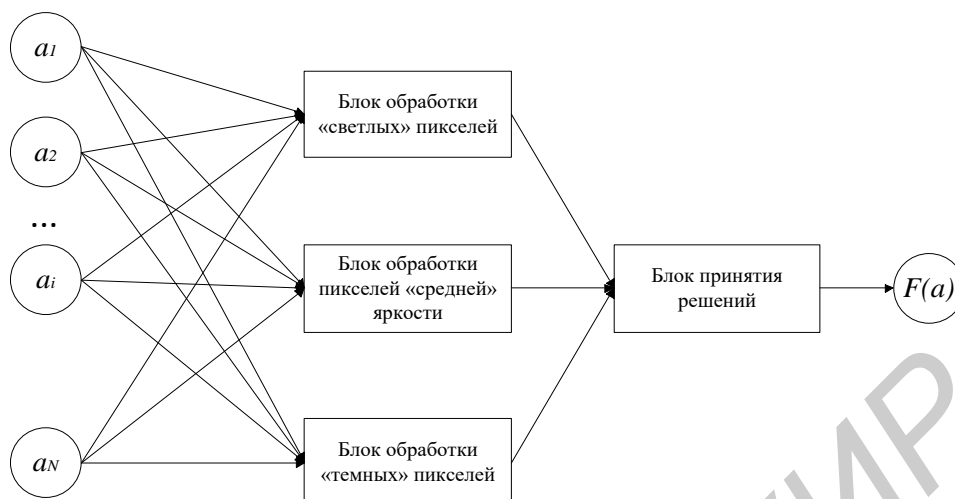 a1
a2
...
ai
aN
Блок обработки
«светлых» пикселей
Блок обработки
пикселей «средней»
яркости
Блок обработки
«темных» пикселей
Блок принятия
решений
F(a)